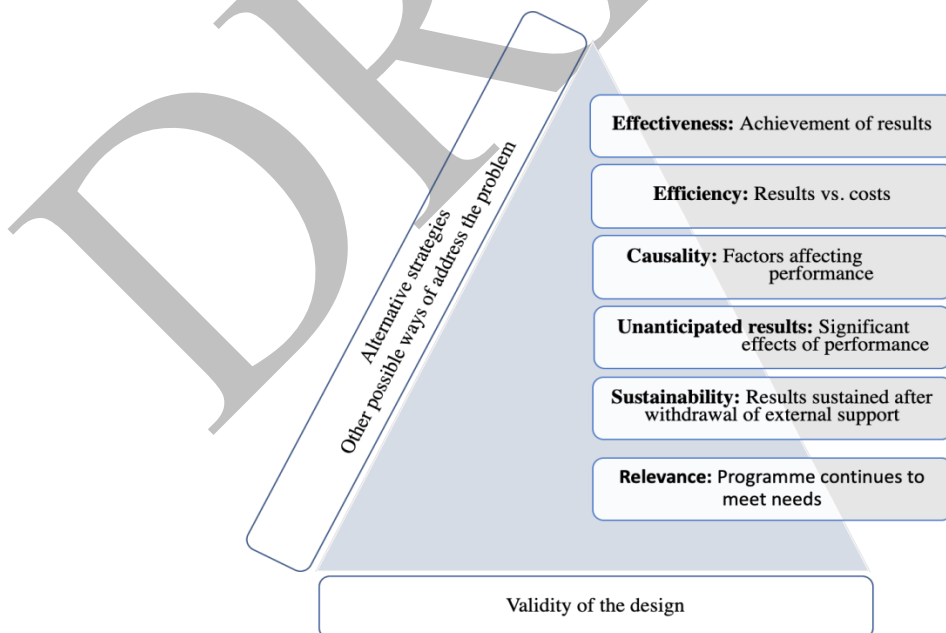 DR
Alternative strategies
Other possible ways of address the problem
Effectiveness: Achievement of results
Efficiency: Results vs. costs
Causality: Factors affecting
performance
Unanticipated results: Significant
effects of performance
Sustainability: Results sustained after
withdrawal of external support
Relevance: Programme continues to
meet needs
Validity of the design